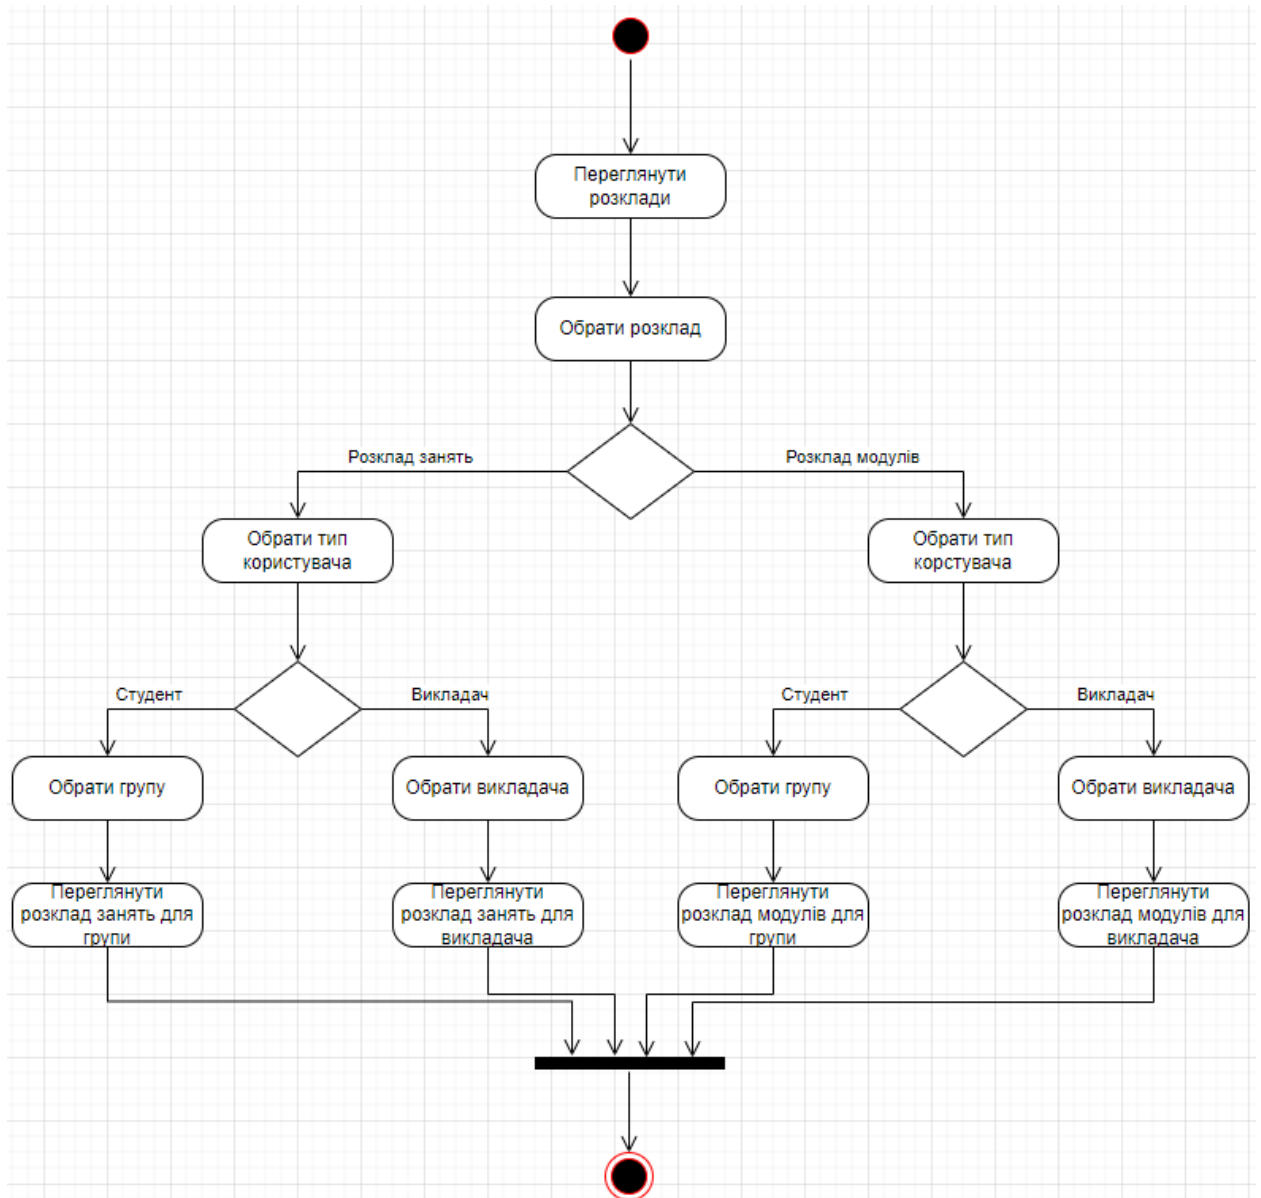 Переглянути
розклади
Обрати розклад
Розклад занять
Розклад модулів
Обрати тип
користувача
Обрати тип
корстувача
Студент
Викладач
Студент
Викладач
Обрати групу
Обрати викладача
Обрати групу
Обрати викладача
Переглянути
розклад занять для
групи
Переглянути
розклад занять для
викладача
Переглянути
розклад модулів для
групи
Переглянути
розклад модулів для
викладача